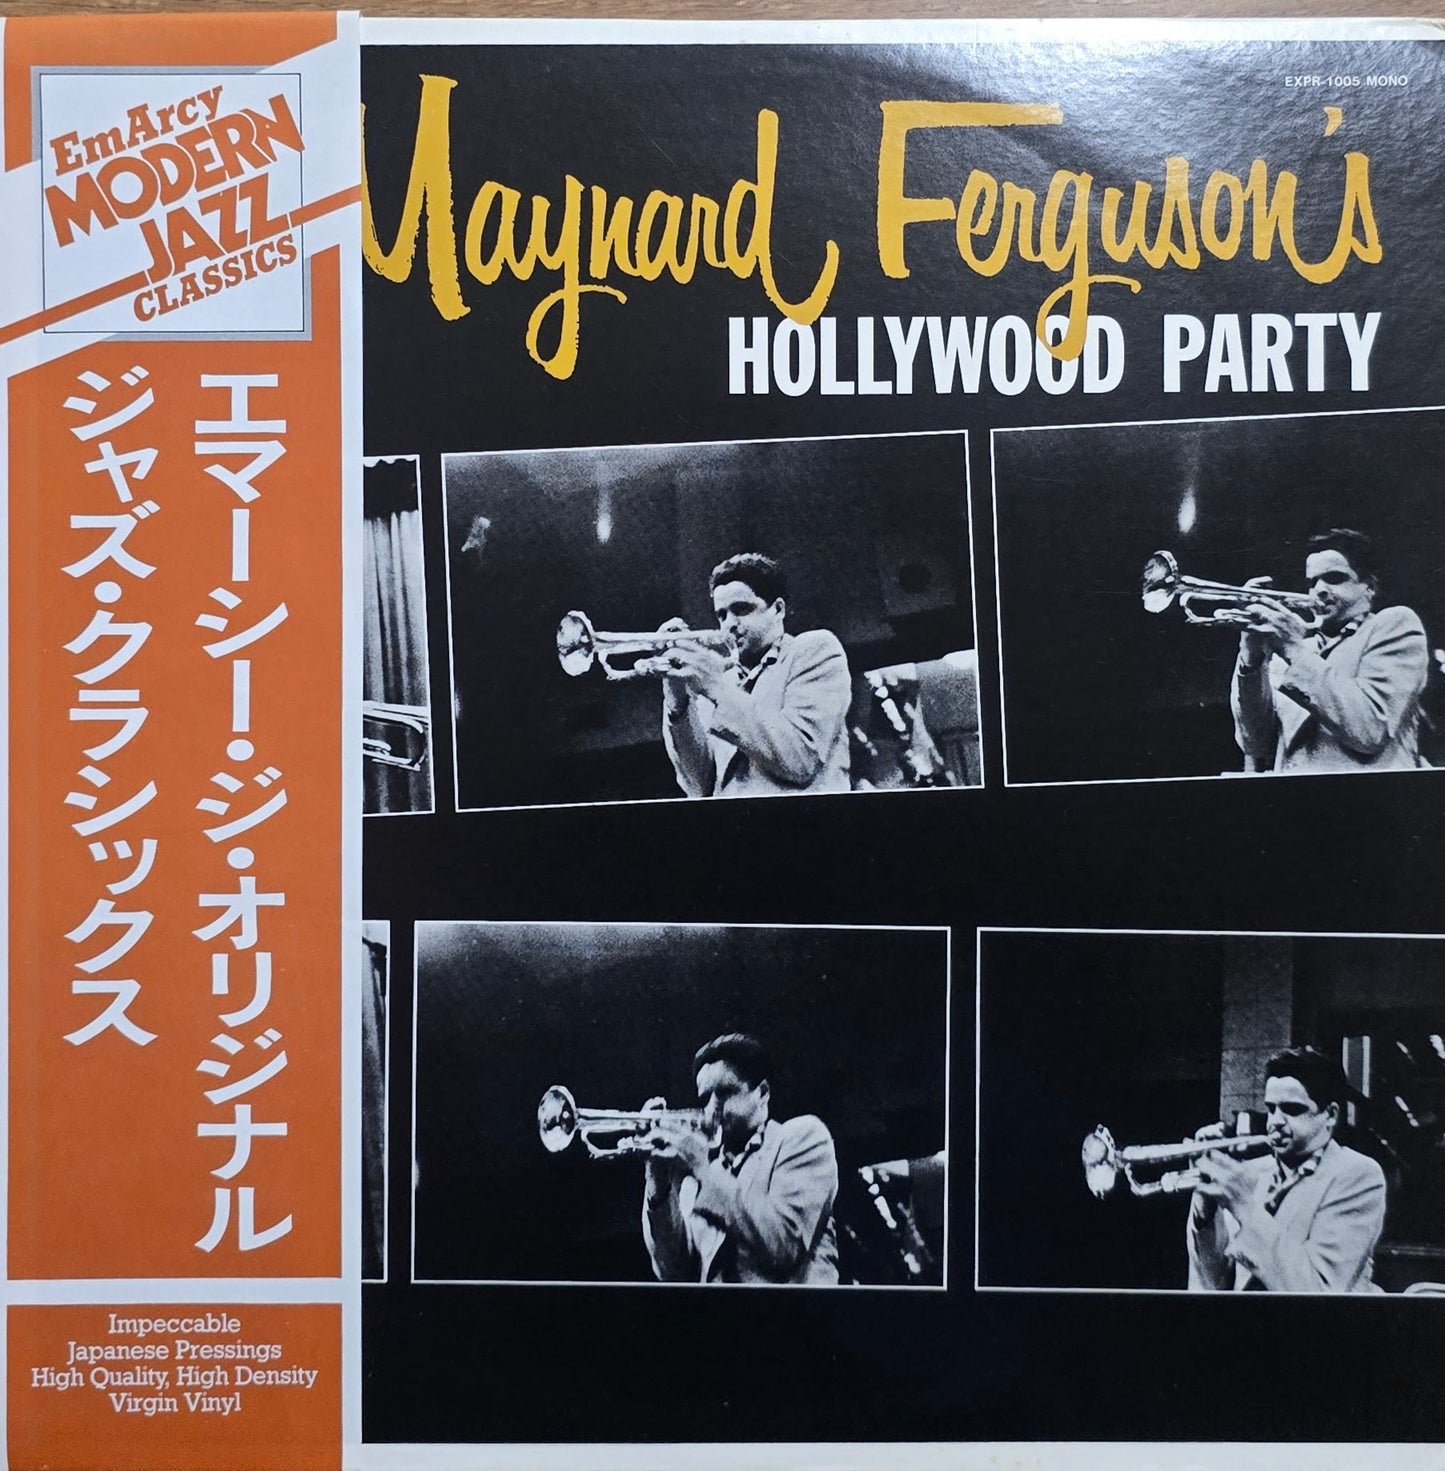 EmArcy
MODERN
JAZZ
CLASSICS
エマーシー・ジ・オリジナル
ジャズ・クラシックス
Impeccable
Japanese Pressings
High Quality, High Density
Virgin Vinyl
EXPR-1005 MONO
Maynard Ferguson's
HOLLYWOOD PARTY